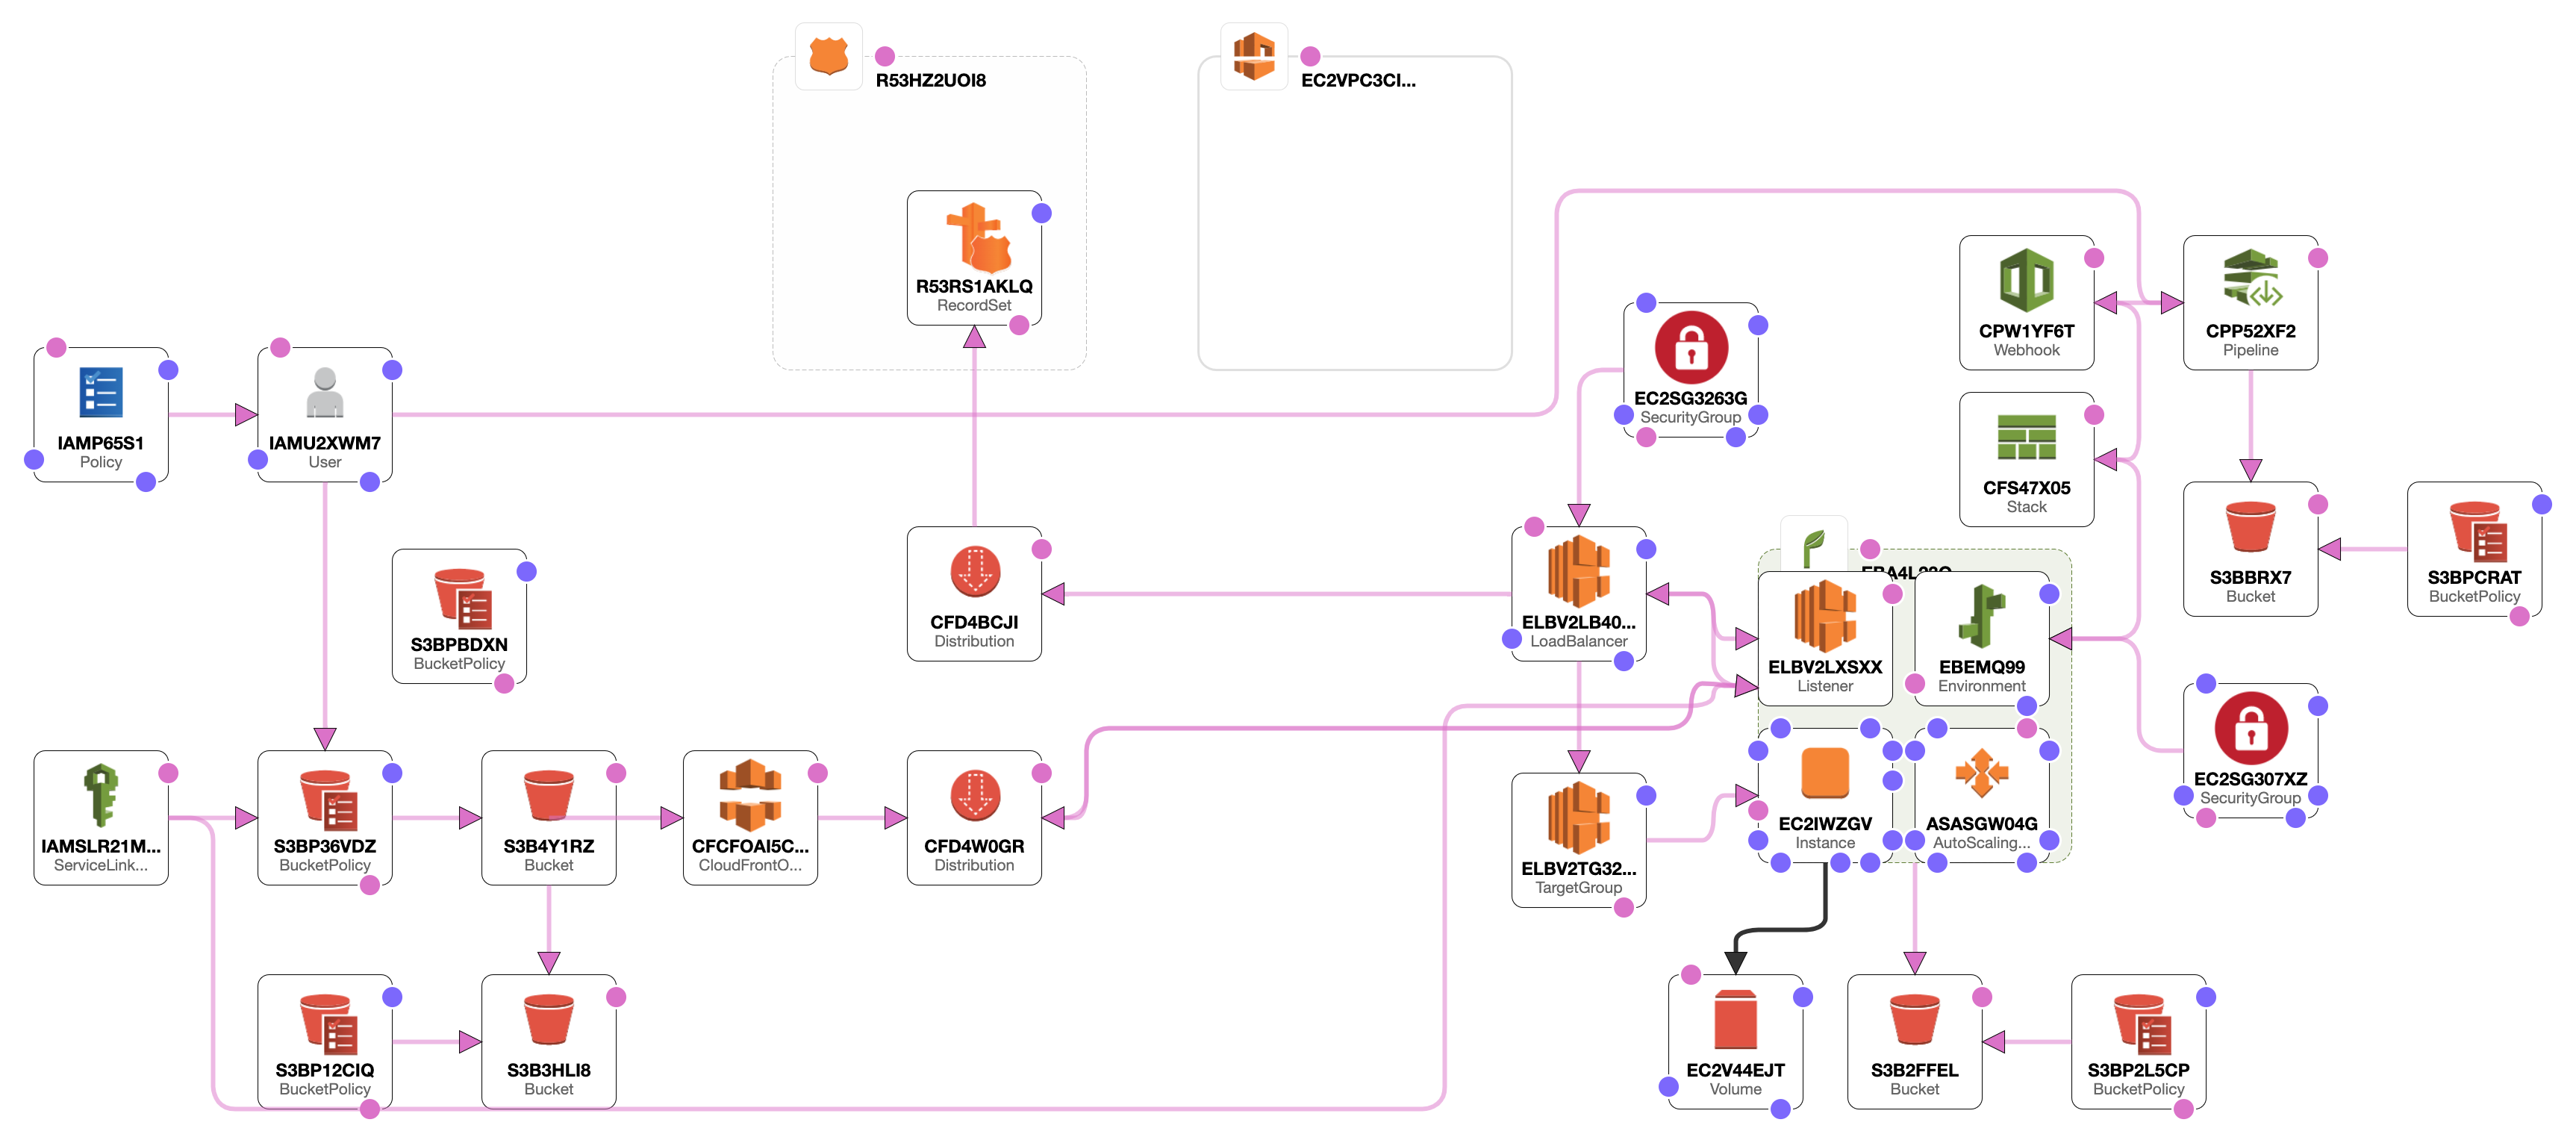 R53HZ2UOI8
EC2VPC3CI...
R53RS1AKLQ
RecordSet
CPW1YF6T
Webhook
CPP52XF2
Pipeline
EC2SG3263G
SecurityGroup
IAMP65S1
Policy
IAMU2XWM7
User
CFS47X05
Stack
S3BBRX7
Bucket
S3BPCRAT
BucketPolicy
S3BPBDXN
BucketPolicy
CFD4BCJI
Distribution
ELBV2LB40...
LoadBalancer
ELBV2LXSXX
Listener
EBEMQ99
Environment
EC2SG307XZ
SecurityGroup
IAMSLR21M...
ServiceLink...
S3BP36VDZ
BucketPolicy
S3B4Y1RZ
Bucket
CFCFOAI5C...
CloudFrontO...
CFD4W0GR
Distribution
ELBV2TG32...
TargetGroup
EC2IWZGV
Instance
ASASGW04G
AutoScaling...
S3BP12CIQ
BucketPolicy
S3B3HLI8
Bucket
EC2V44EJT
Volume
S3B2FFEL
Bucket
S3BP2L5CP
BucketPolicy